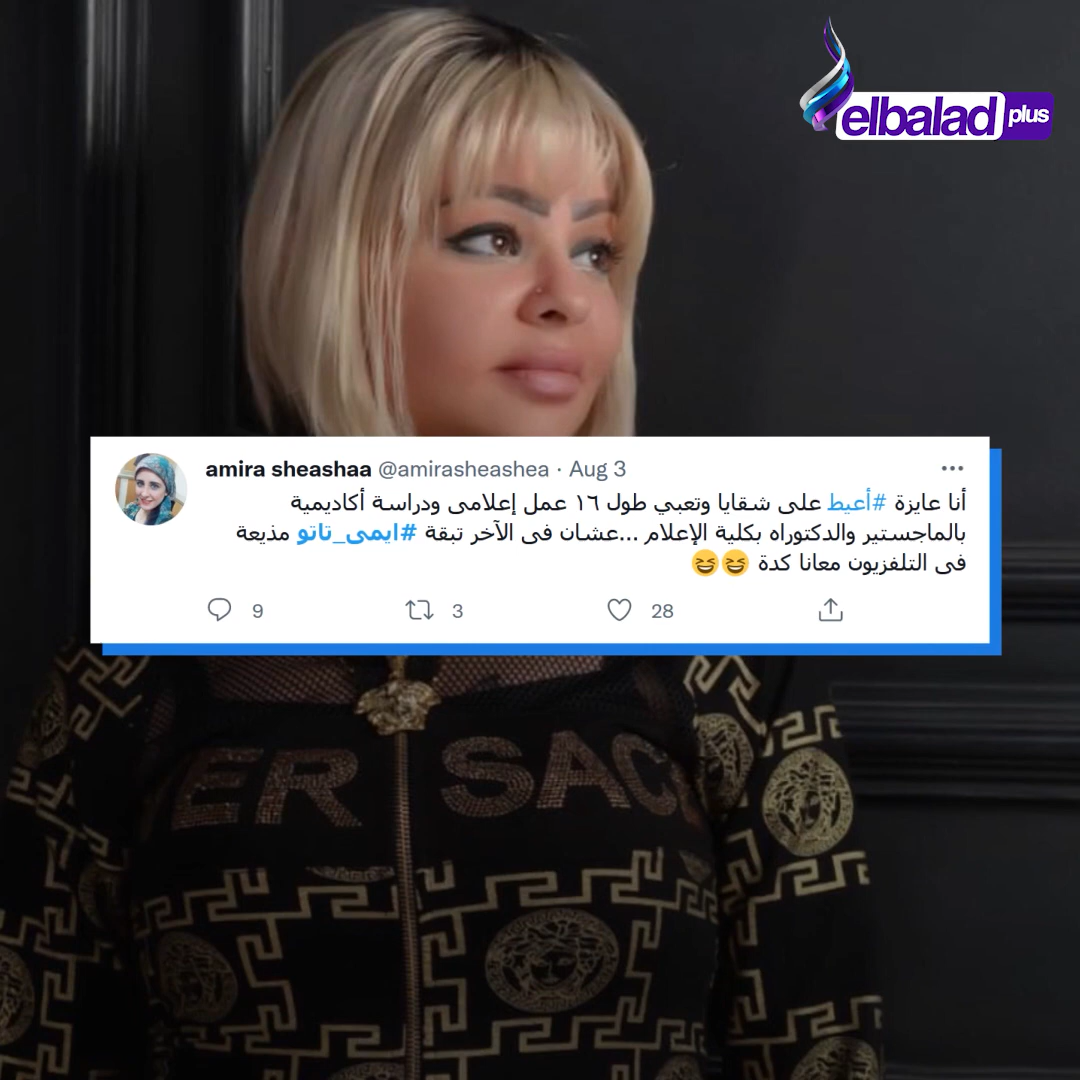 elbalad plus
amira sheashaa @amirasheashea · Aug 3
أنا عايزة #أعيط على شقايا وتعبي طول ١٦ عمل إعلامى ودراسة أكاديمية
بالماجستير والدكتوراه بكلية الإعلام ...عشان فى الآخر تبقة #ايمى_تاتو مذيعة
فى التلفزيون معانا كدة 😆😆
9 3 28
ER SAC